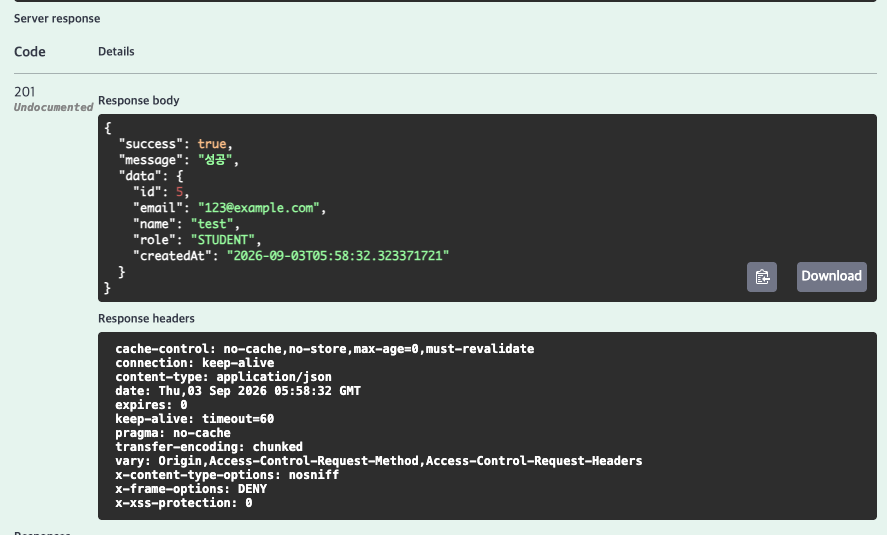 Server response
Code Details
201
Undocumented
Response body
{
"success": true,
"message": "성공",
"data": {
"id": 5,
"email": "123@example.com",
"name": "test",
"role": "STUDENT",
"createdAt": "2026-09-03T05:58:32.323371721"
}
}
Download
Response headers
cache-control: no-cache,no-store,max-age=0,must-revalidate
connection: keep-alive
content-type: application/json
date: Thu,03 Sep 2026 05:58:32 GMT
expires: 0
keep-alive: timeout=60
pragma: no-cache
transfer-encoding: chunked
vary: Origin,Access-Control-Request-Method,Access-Control-Request-Headers
x-content-type-options: nosniff
x-frame-options: DENY
x-xss-protection: 0